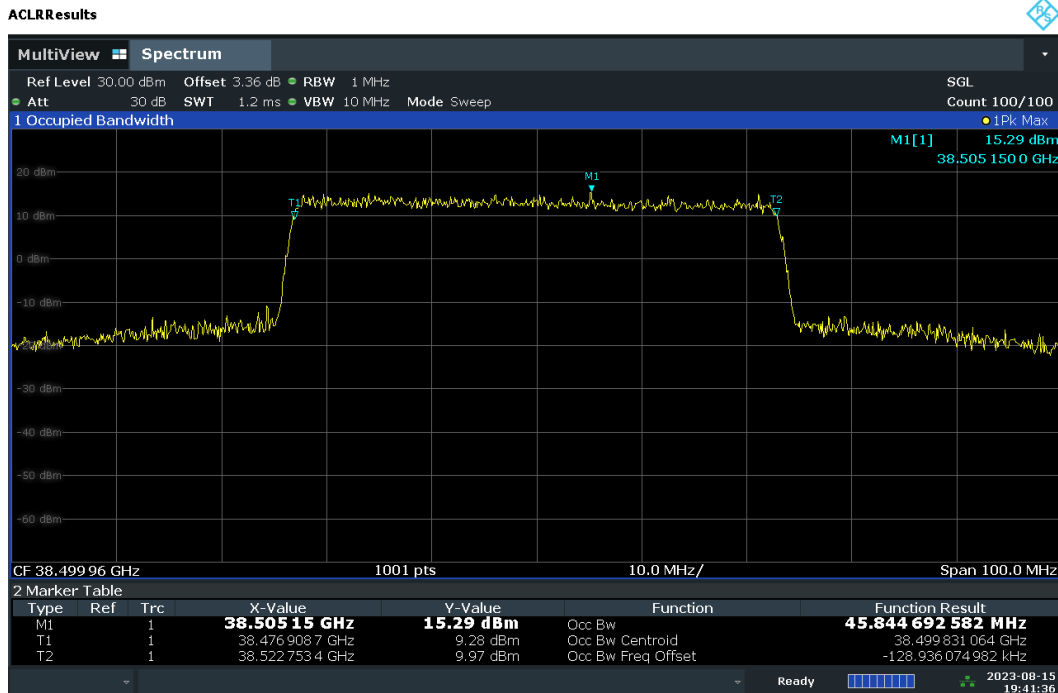 ACLRResults
R&S
MultiView Spectrum
Ref Level 30.00 dBm Offset 3.36 dB RBW 1 MHz SGL
Att 30 dB SWT 1.2 ms VBW 10 MHz Mode Sweep Count 100/100
1 Occupied Bandwidth 1Pk Max
M1[1] 15.29 dBm
38.505 150 0 GHz
20 dBm
M1
T1
T2
10 dBm
0 dBm
-10 dBm
-20 dBm
-30 dBm
-40 dBm
-50 dBm
-60 dBm
CF 38.499 96 GHz 1001 pts 10.0 MHz/ Span 100.0 MHz
2 Marker Table
Type Ref Trc X-Value Y-Value Function Function Result
M1 1 38.505 15 GHz 15.29 dBm Occ Bw 45.844 692 582 MHz
T1 1 38.476 908 7 GHz 9.28 dBm Occ Bw Centroid 38.499 831 064 GHz
T2 1 38.522 753 4 GHz 9.97 dBm Occ Bw Freq Offset -128.936 074 982 kHz
Ready 2023-08-15
19:41:36